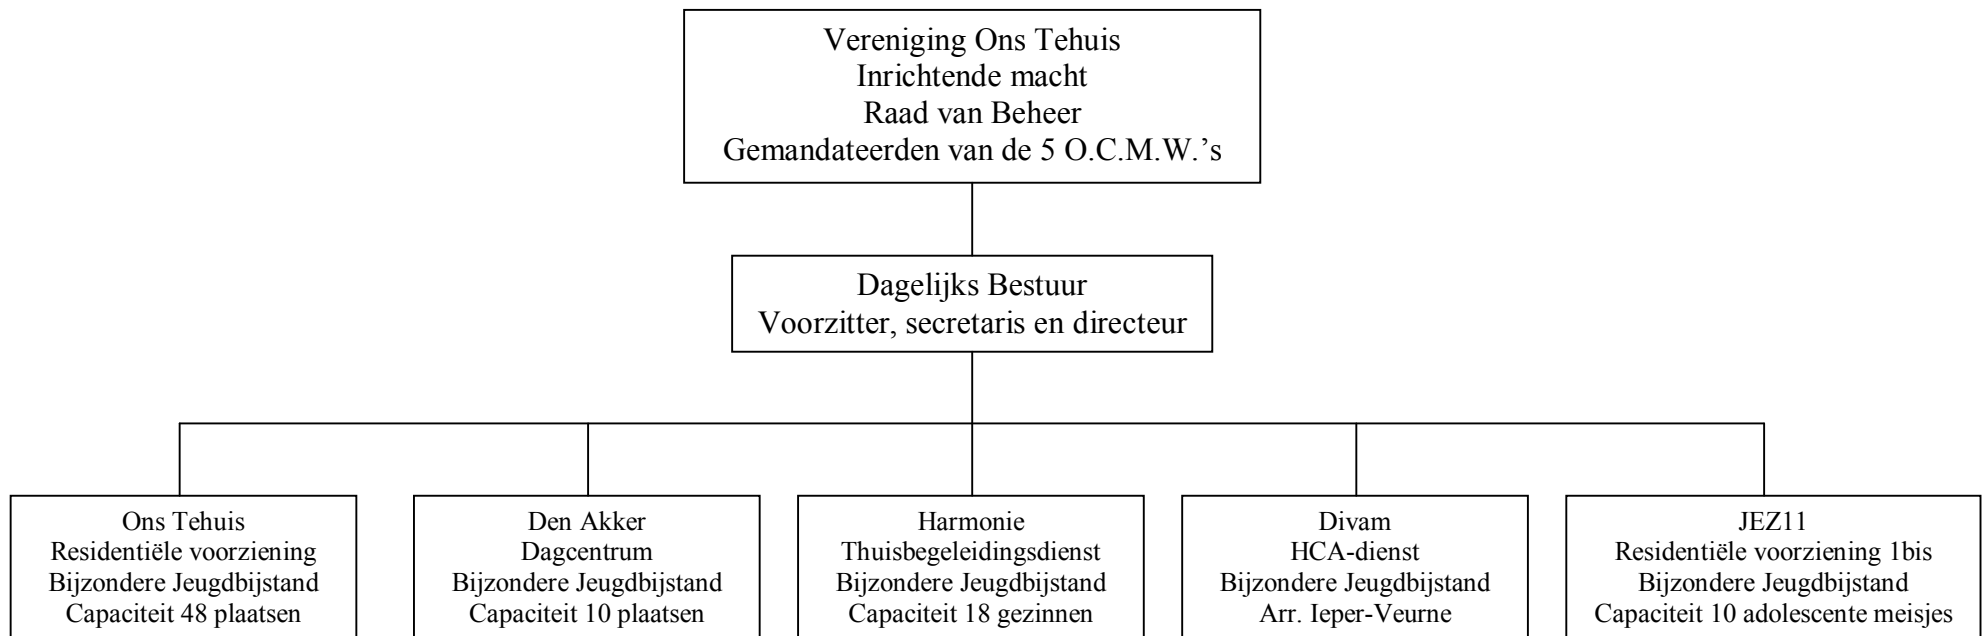 Vereniging Ons Tehuis
Inrichtende macht
Raad van Beheer
Gemandateerden van de 5 O.C.M.W.’s
Dagelijks Bestuur
Voorzitter, secretaris en directeur
Ons Tehuis
Residentiële voorziening
Bijzondere Jeugdbijstand
Capaciteit 48 plaatsen
Den Akker
Dagcentrum
Bijzondere Jeugdbijstand
Capaciteit 10 plaatsen
Harmonie
Thuisbegeleidingsdienst
Bijzondere Jeugdbijstand
Capaciteit 18 gezinnen
Divam
HCA-dienst
Bijzondere Jeugdbijstand
Arr. Ieper-Veurne
JEZ11
Residentiële voorziening 1bis
Bijzondere Jeugdbijstand
Capaciteit 10 adolescente meisjes